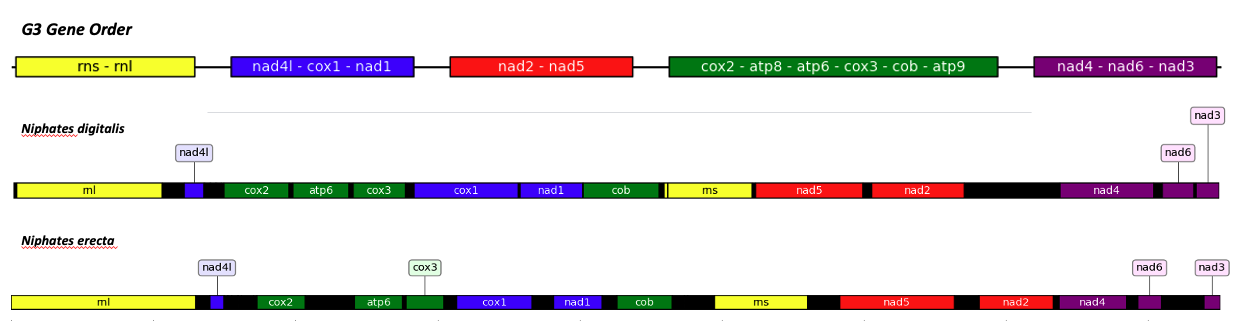 G3 Gene Order
rns - rnl nad4l - cox1 - nad1 nad2 - nad5 cox2 - atp8 - atp6 - cox3 - cob - atp9 nad4 - nad6 - nad3
nad3
Niphates digitalis
nad4l nad6
rnl cox2 atp6 cox3 cox1 nad1 cob rns nad5 nad2 nad4
Niphates erecta
nad4l cox3 nad6 nad3
rnl cox2 atp6 cox1 nad1 cob rns nad5 nad2 nad4